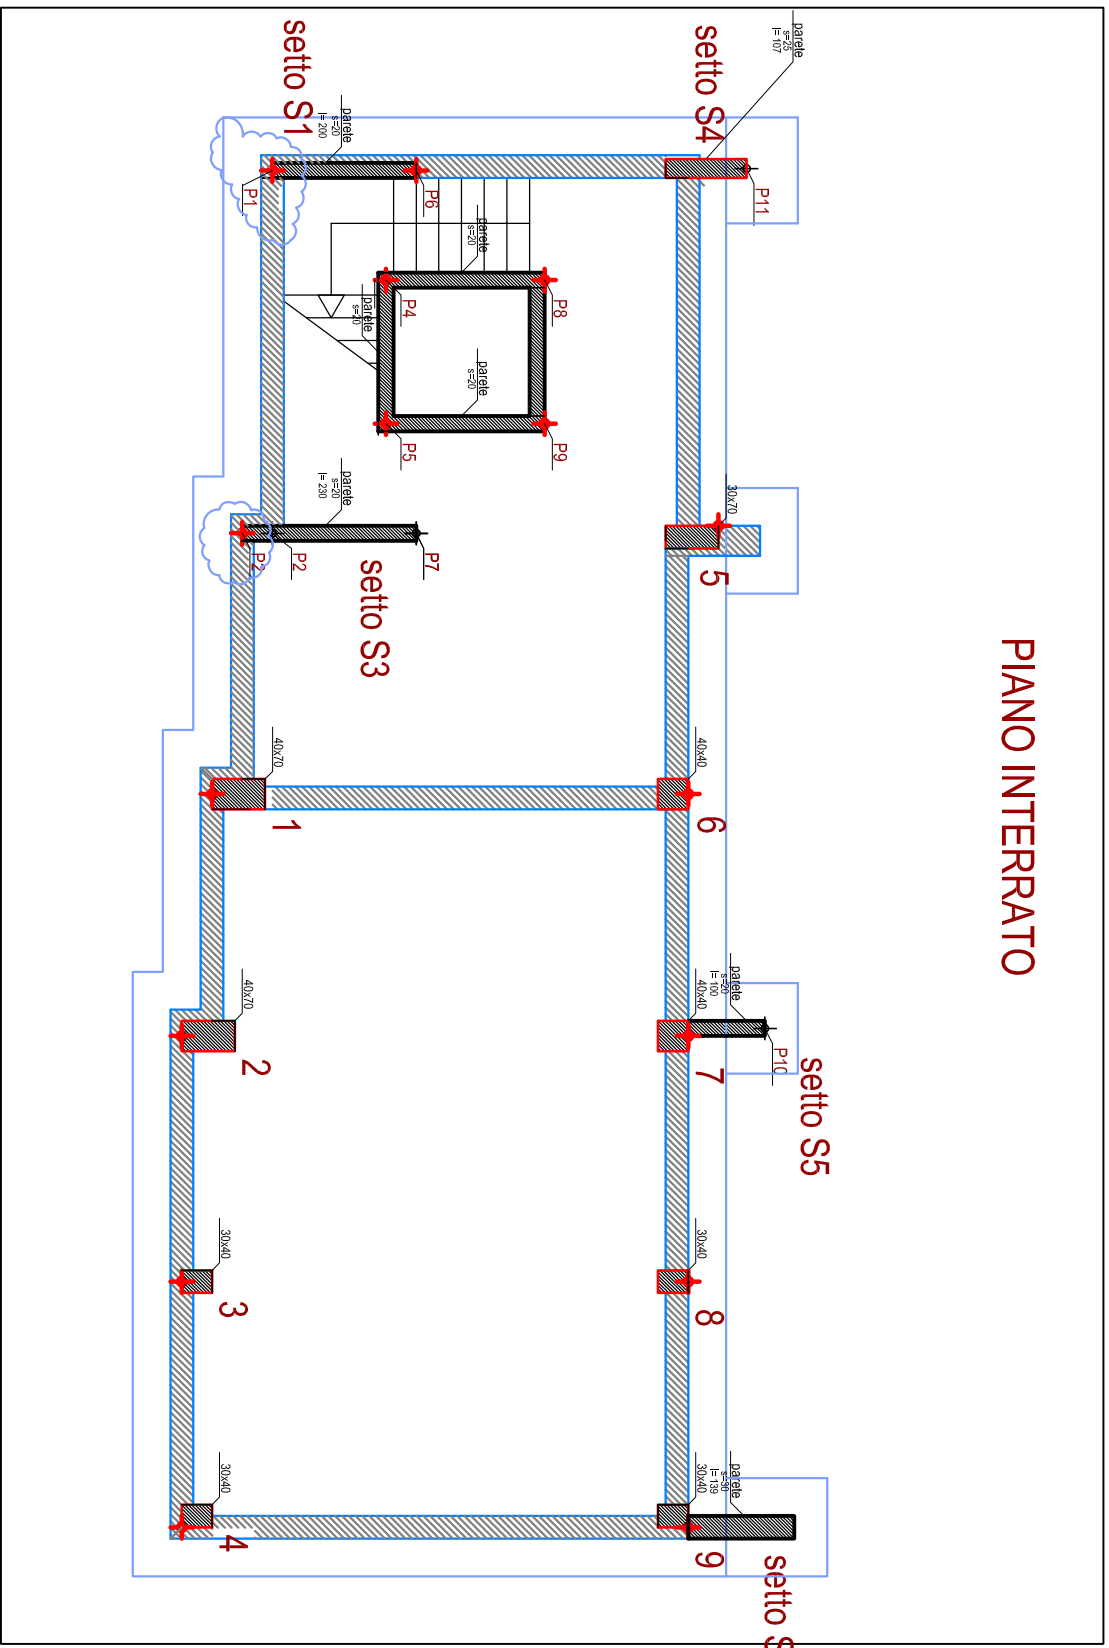 PIANO INTERRATO
parete
s=25
l= 107
setto S4
P11
setto S1
parete
s=20
l= 200
P1
P6
parete
s=20
P8
P4
parete
s=20
parete
s=20
P9
P5
30x70
5
parete
s=20
l= 230
P2
P2
P7
setto S3
40x70
1
40x40
6
parete
s=20
l= 100
40x40
P10
7
setto S5
40x70
2
30x40
3
30x40
8
30x40
4
parete
s=30
l= 139
30x40
9
setto